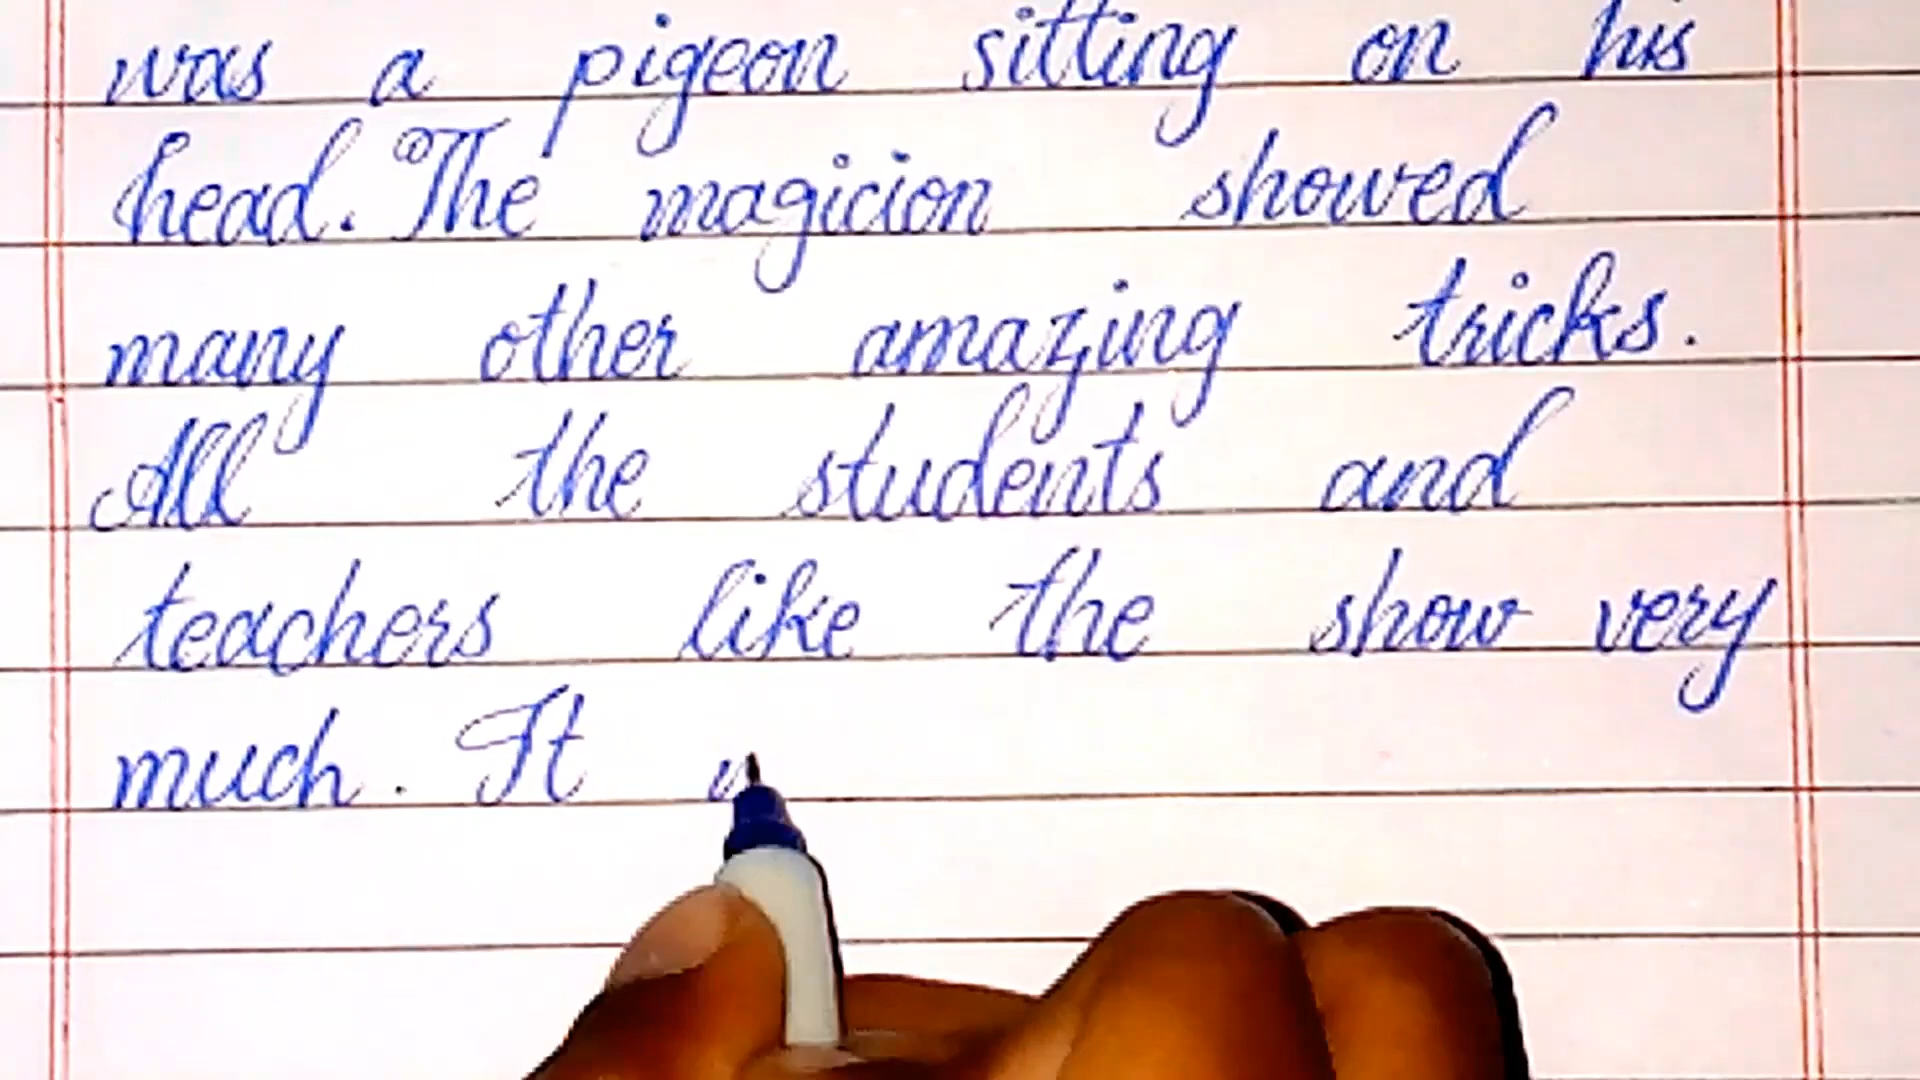 was a pigeon sitting on his
head. The magicion showed
many other amazing tricks.
All the students and
teachers like the show very
much. It